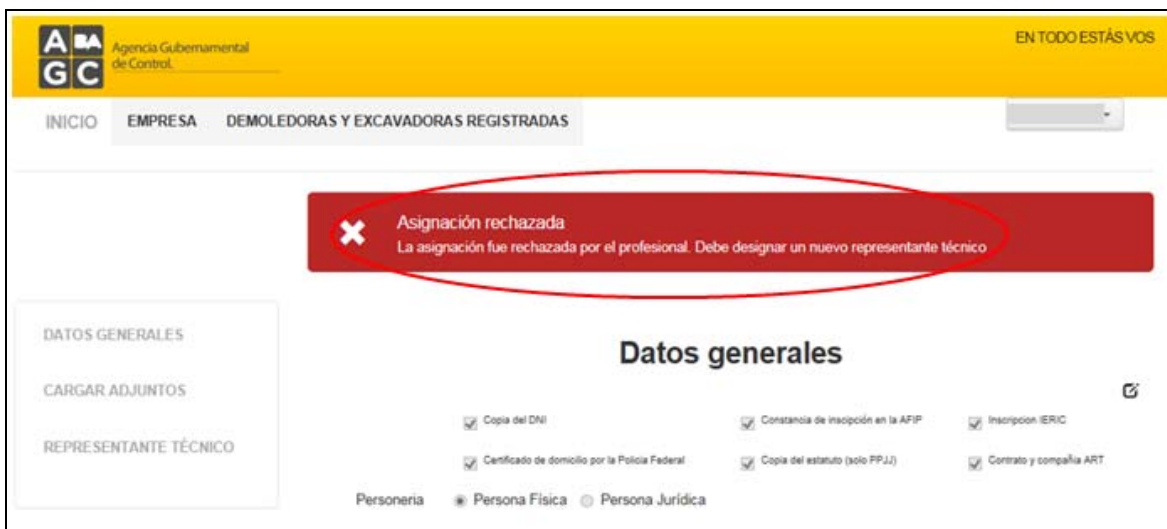 A BA
G C
Agencia Gubernamental
de Control.
EN TODO ESTÁS VOS
INICIO EMPRESA DEMOLEDORAS Y EXCAVADORAS REGISTRADAS
Asignación rechazada
La asignación fue rechazada por el profesional. Debe designar un nuevo representante técnico
DATOS GENERALES
CARGAR ADJUNTOS
REPRESENTANTE TÉCNICO
Datos generales
Copia del DNI Constancia de inscipción en la AFIP Inscripcion IERIC
Certificado de domicilio por la Policia Federal Copia del estatuto (solo PPJJ) Contrato y compañia ART
Personeria Persona Física Persona Jurídica